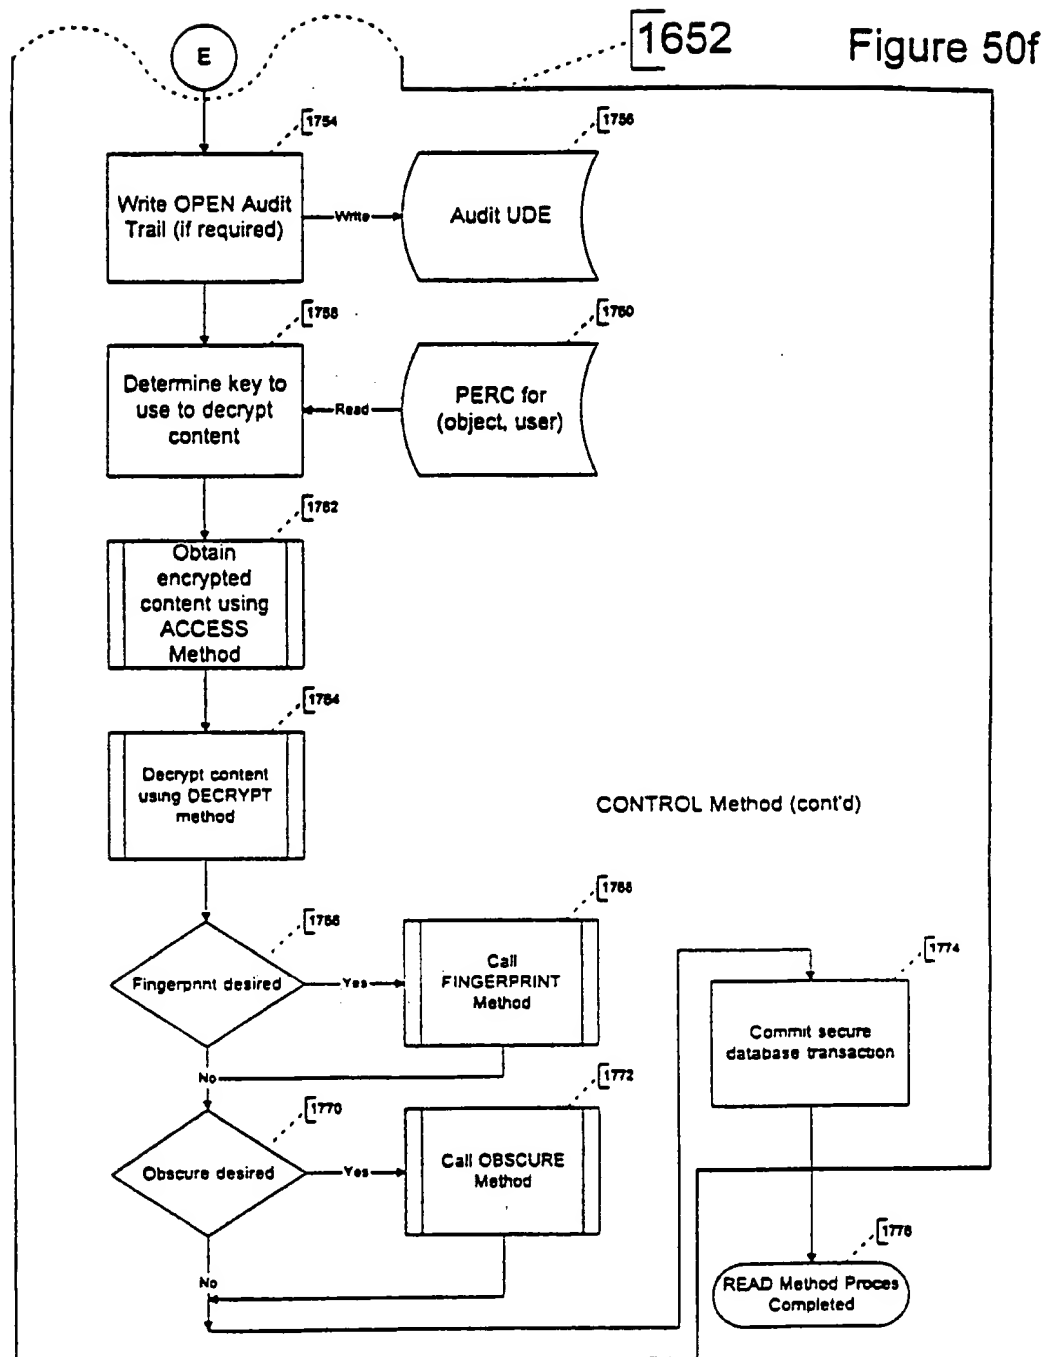 E
1652
Figure 50f
1754
Write OPEN Audit
Trail (if required)
Write
1756
Audit UDE
1758
Determine key to
use to decrypt
content
Read
1760
PERC for
(object, user)
1762
Obtain
encrypted
content using
ACCESS
Method
1764
Decrypt content
using DECRYPT
method
CONTROL Method (cont'd)
1766
Fingerprint desired
Yes
1768
Call
FINGERPRINT
Method
No
1770
Obscure desired
Yes
1772
Call OBSCURE
Method
No
1774
Commit secure
database transaction
1776
READ Method Proces
Completed